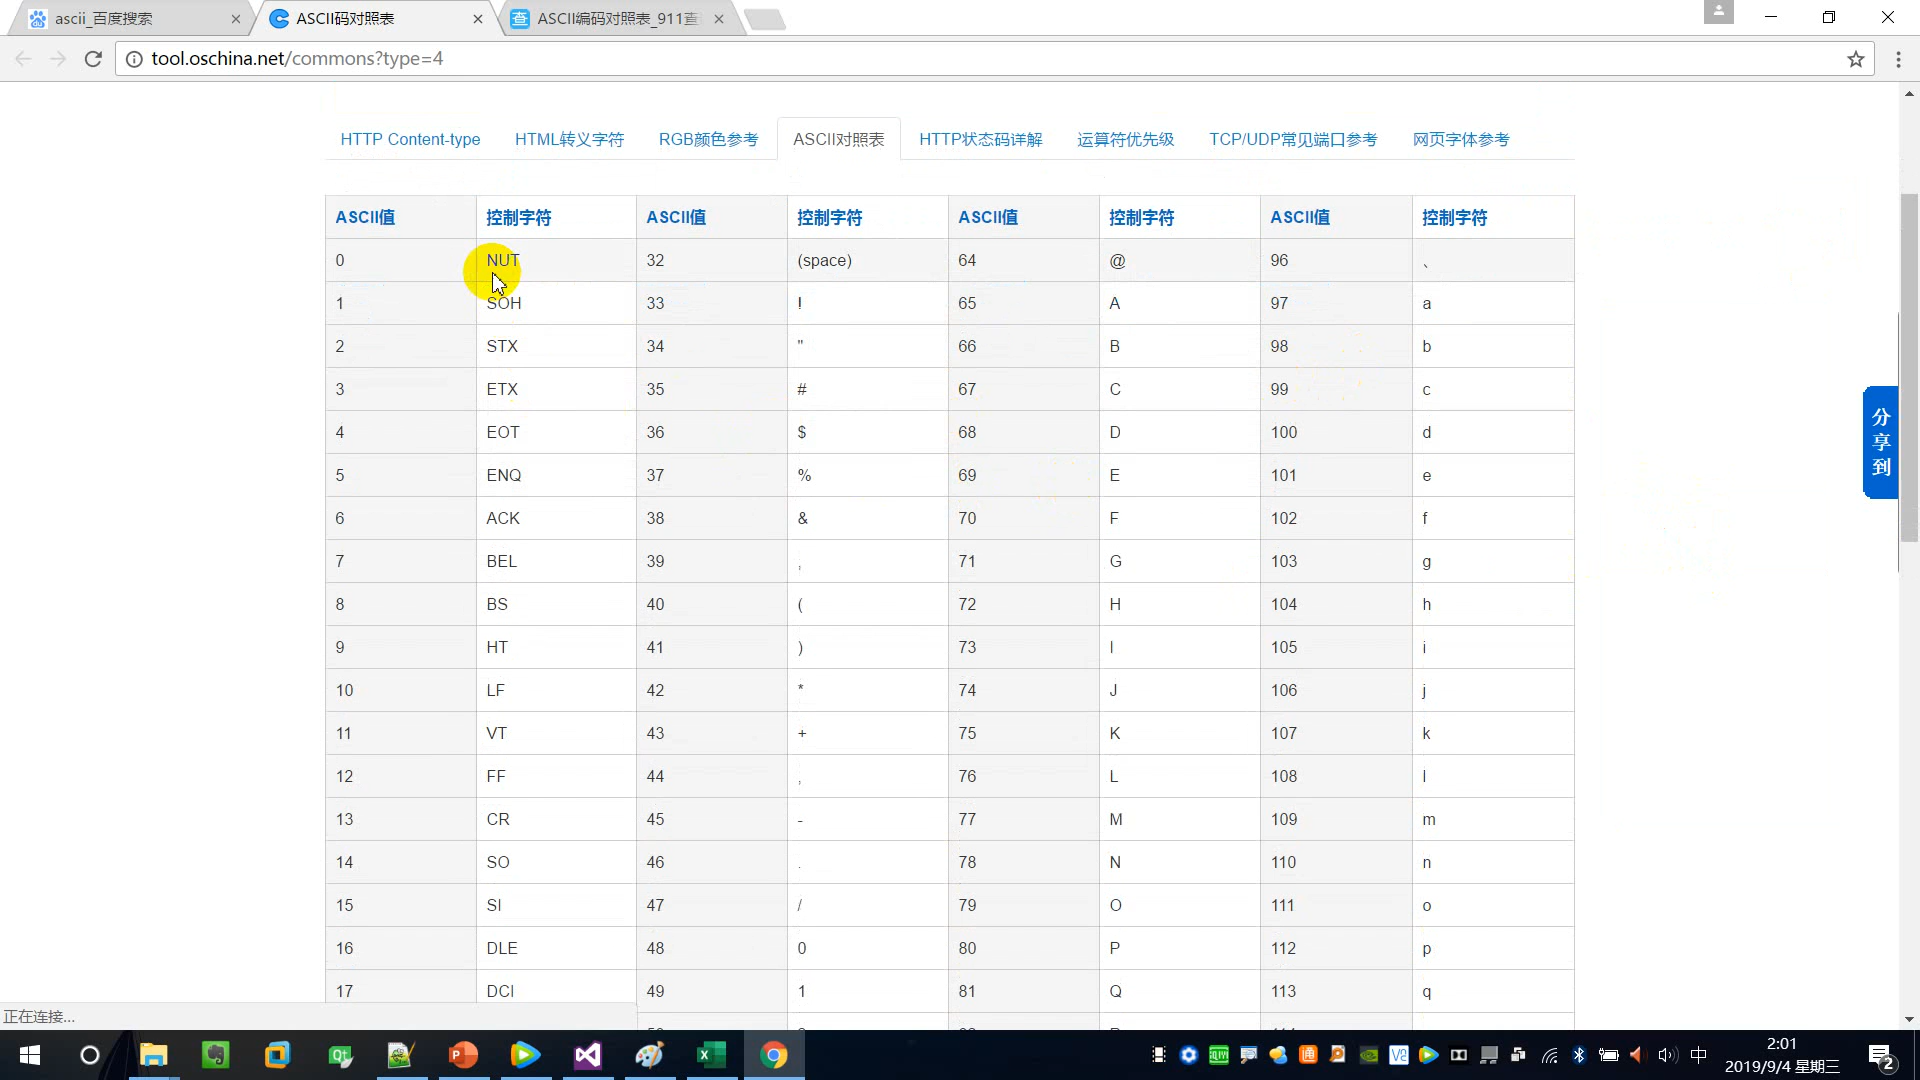 ascii_百度搜索
ASCII码对照表
ASCII编码对照表_911查
tool.oschina.net/commons?type=4
HTTP Content-type HTML转义字符 RGB颜色参考 ASCII对照表 HTTP状态码详解 运算符优先级 TCP/UDP常见端口参考 网页字体参考
ASCII值 控制字符 ASCII值 控制字符 ASCII值 控制字符 ASCII值 控制字符
0 NUT 32 (space) 64 @ 96 、
1 SOH 33 ! 65 A 97 a
2 STX 34 " 66 B 98 b
3 ETX 35 # 67 C 99 c
4 EOT 36 $ 68 D 100 d
5 ENQ 37 % 69 E 101 e
6 ACK 38 & 70 F 102 f
7 BEL 39 , 71 G 103 g
8 BS 40 ( 72 H 104 h
9 HT 41 ) 73 I 105 i
10 LF 42 * 74 J 106 j
11 VT 43 + 75 K 107 k
12 FF 44 , 76 L 108 l
13 CR 45 - 77 M 109 m
14 SO 46 . 78 N 110 n
15 SI 47 / 79 O 111 o
16 DLE 48 0 80 P 112 p
17 DCI 49 1 81 Q 113 q
分
享
到
正在连接...
中
2:01
2019/9/4 星期三
2